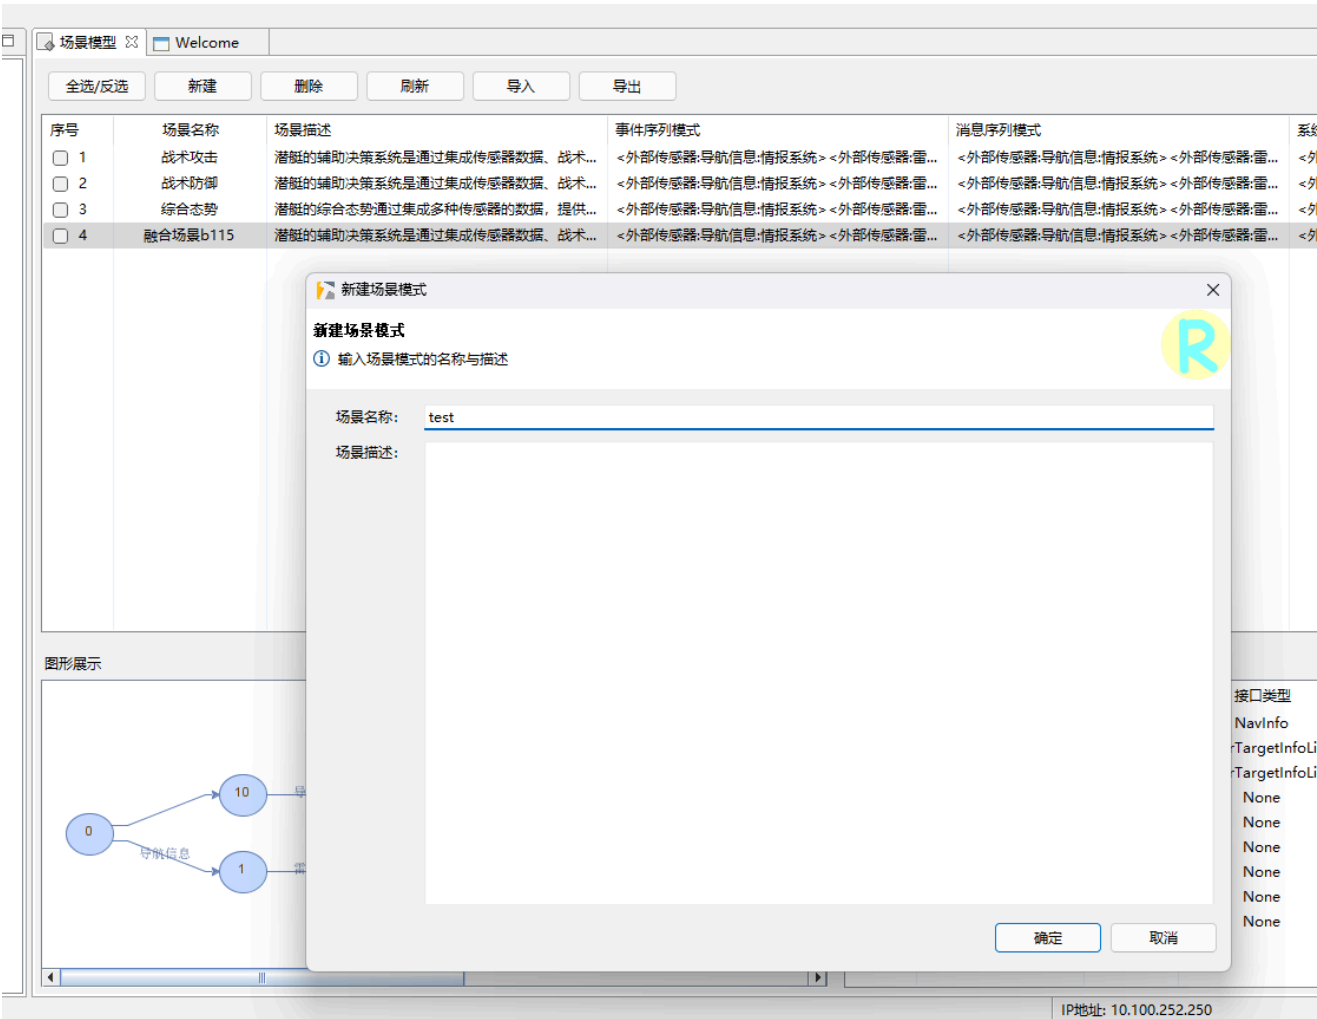 场景模型 Welcome
全选/反选 新建 删除 刷新 导入 导出
序号 场景名称 场景描述 事件序列模式 消息序列模式
1 战术攻击 潜艇的辅助决策系统是通过集成传感器数据、战术... <外部传感器:导航信息:情报系统><外部传感器:雷... <外部传感器:导航信息:情报系统><外部传感器:雷...
2 战术防御 潜艇的辅助决策系统是通过集成传感器数据、战术... <外部传感器:导航信息:情报系统><外部传感器:雷... <外部传感器:导航信息:情报系统><外部传感器:雷...
3 综合态势 潜艇的综合态势通过集成多种传感器的数据，提供... <外部传感器:导航信息:情报系统><外部传感器:雷... <外部传感器:导航信息:情报系统><外部传感器:雷...
4 融合场景b115 潜艇的辅助决策系统是通过集成传感器数据、战术... <外部传感器:导航信息:情报系统><外部传感器:雷... <外部传感器:导航信息:情报系统><外部传感器:雷...
新建场景模式
新建场景模式
R
输入场景模式的名称与描述
场景名称: test
场景描述:
确定 取消
图形展示
0
10
导航信息
1
接口类型
NavInfo
TargetInfoLi
TargetInfoLi
None
None
None
None
None
None
IP地址: 10.100.252.250